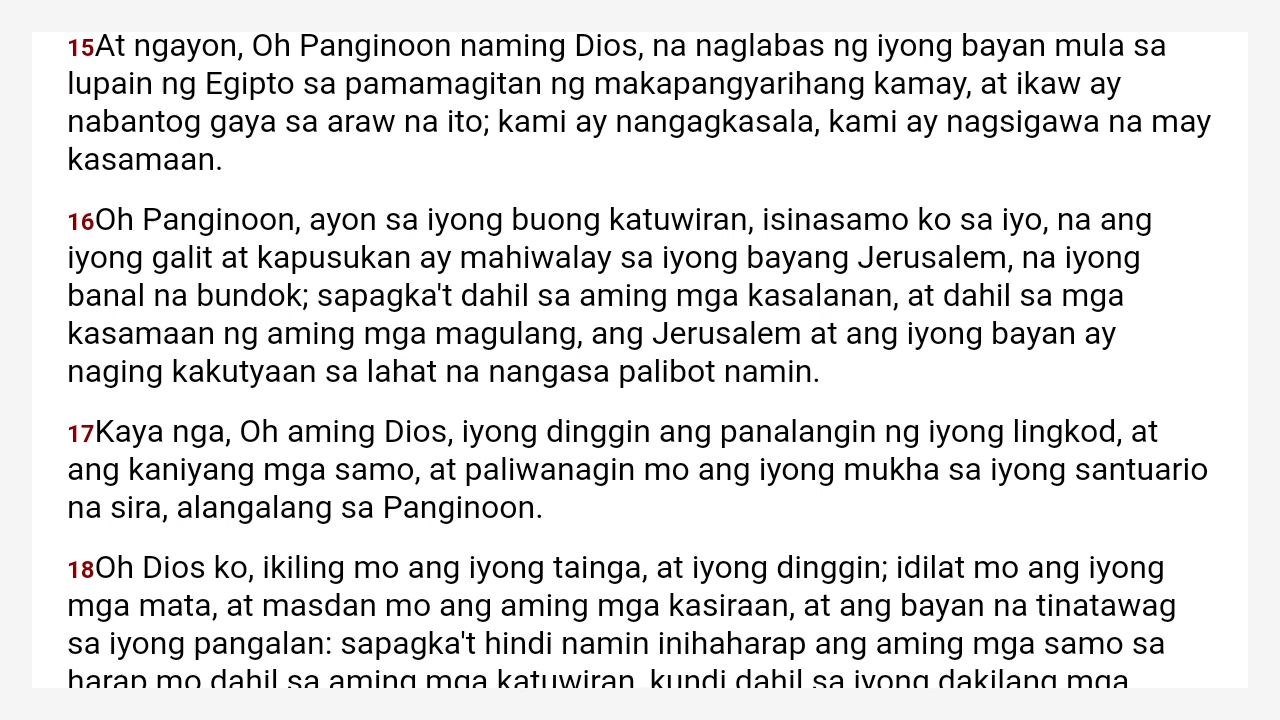 15At ngayon, Oh Panginoon naming Dios, na naglabas ng iyong bayan mula sa
lupain ng Egipto sa pamamagitan ng makapangyarihang kamay, at ikaw ay
nabantog gaya sa araw na ito; kami ay nangagkasala, kami ay nagsigawa na may
kasamaan.
16Oh Panginoon, ayon sa iyong buong katuwiran, isinasamo ko sa iyo, na ang
iyong galit at kapusukan ay mahiwalay sa iyong bayang Jerusalem, na iyong
banal na bundok; sapagka't dahil sa aming mga kasalanan, at dahil sa mga
kasamaan ng aming mga magulang, ang Jerusalem at ang iyong bayan ay
naging kakutyaan sa lahat na nangasa palibot namin.
17Kaya nga, Oh aming Dios, iyong dinggin ang panalangin ng iyong lingkod, at
ang kaniyang mga samo, at paliwanagin mo ang iyong mukha sa iyong santuario
na sira, alangalang sa Panginoon.
18Oh Dios ko, ikiling mo ang iyong tainga, at iyong dinggin; idilat mo ang iyong
mga mata, at masdan mo ang aming mga kasiraan, at ang bayan na tinatawag
sa iyong pangalan: sapagka't hindi namin inihaharap ang aming mga samo sa
harap mo dahil sa aming mga katuwiran, kundi dahil sa iyong dakilang mga